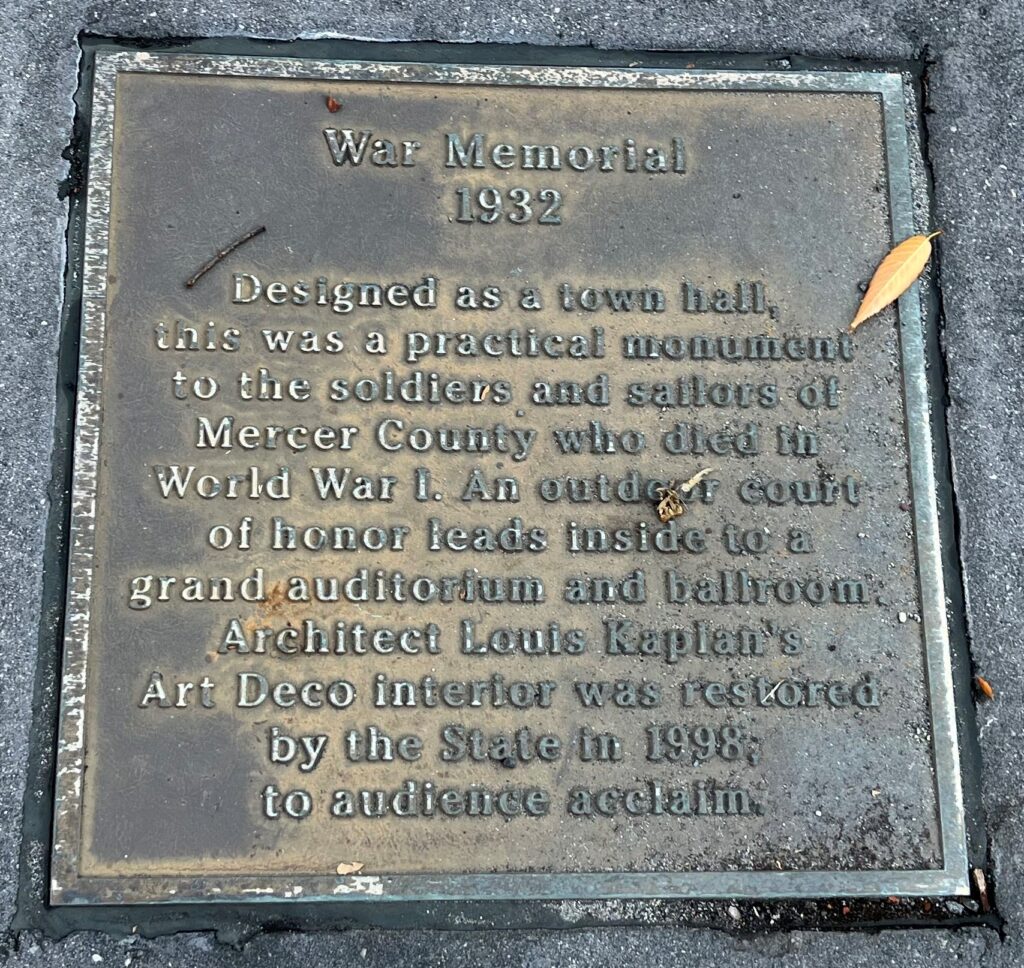 War Memorial
1932
Designed as a town hall,
this was a practical monument
to the soldiers and sailors of
Mercer County who died in
World War I. An outdoor court
of honor leads inside to a
grand auditorium and ballroom.
Architect Louis Kaplan's
Art Deco interior was restored
by the State in 1998,
to audience acclaim.